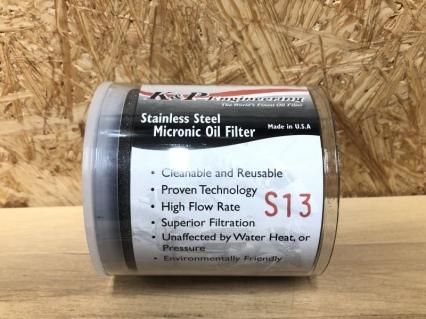 K&P Engineering
The World's Finest Oil Filter
Stainless Steel
Micronic Oil Filter
Made in U.S.A
• Cleanable and Reusable
• Proven Technology
• High Flow Rate
• Superior Filtration
• Unaffected by Water, Heat, or
Pressure
• Environmentally Friendly
S13